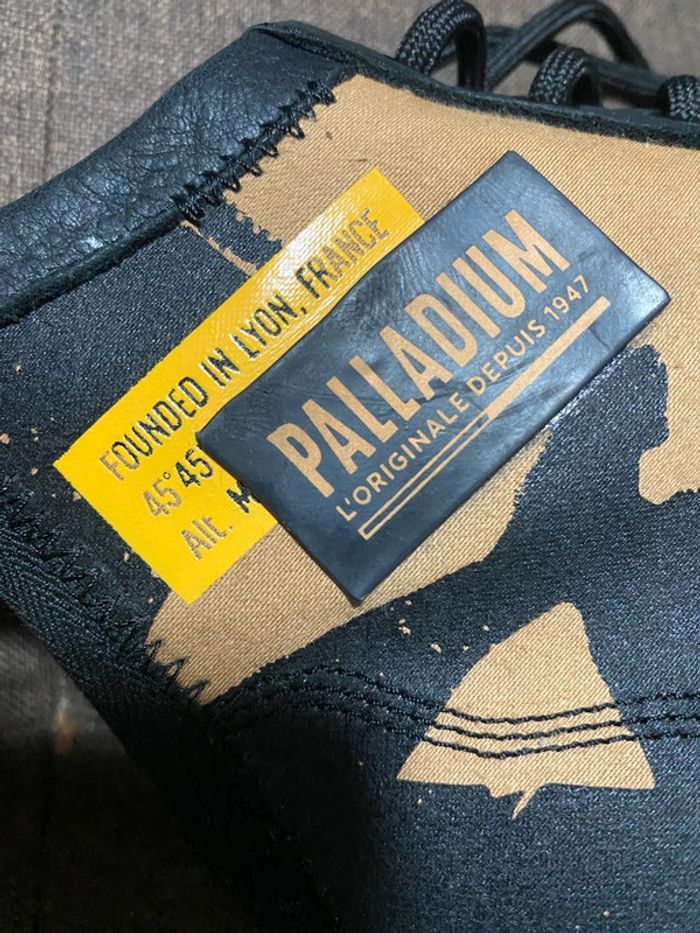 FOUNDED IN LYON, FRANCE
45°45
Alt.
PALLADIUM
L'ORIGINALE DEPUIS 1947